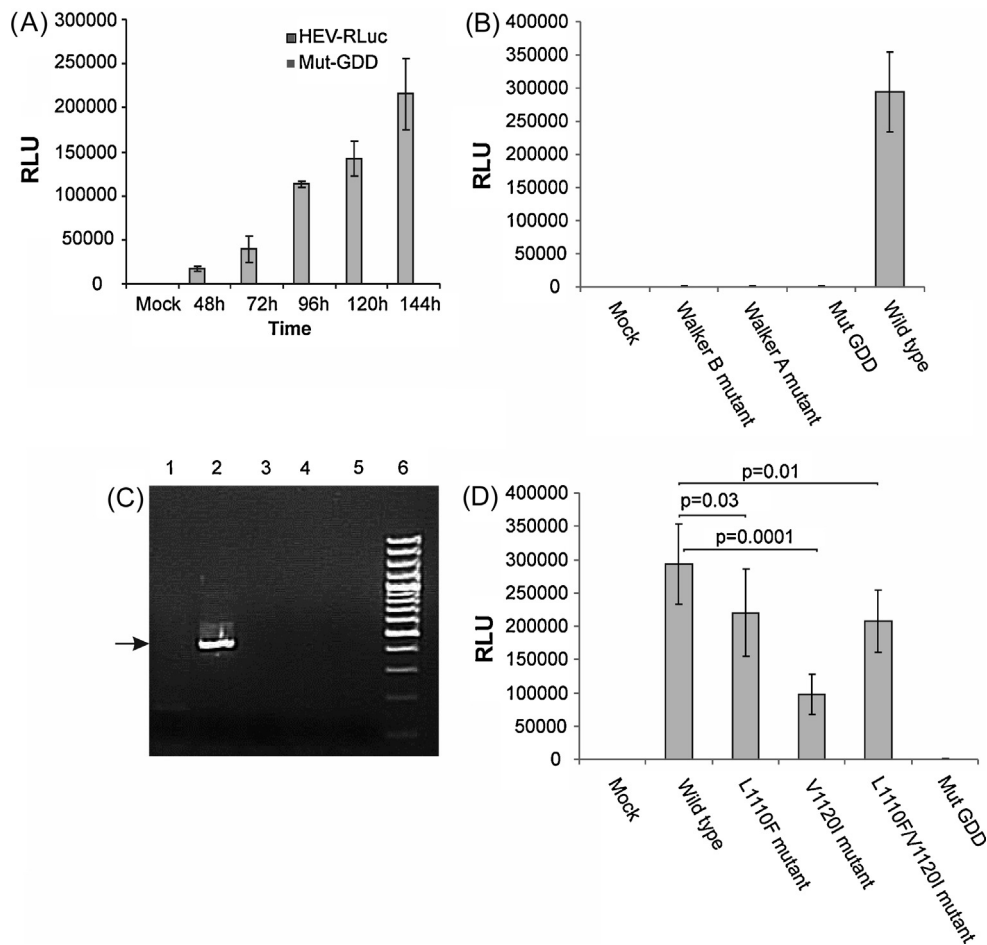 (A)
300000
250000
200000
150000
100000
50000
0
RLU
HEV-RLuc
Mut-GDD
Mock 48h 72h 96h 120h 144h
Time
(B)
400000
350000
300000
250000
200000
150000
100000
50000
0
RLU
Mock
Walker B mutant
Walker A mutant
Mut GDD
Wild type
(C)
1 2 3 4 5 6
(D)
400000
350000
300000
250000
200000
150000
100000
50000
0
RLU
p=0.01
p=0.03
p=0.0001
Mock
Wild type
L1110F mutant
V1120I mutant
L1110F/V1120I mutant
Mut GDD